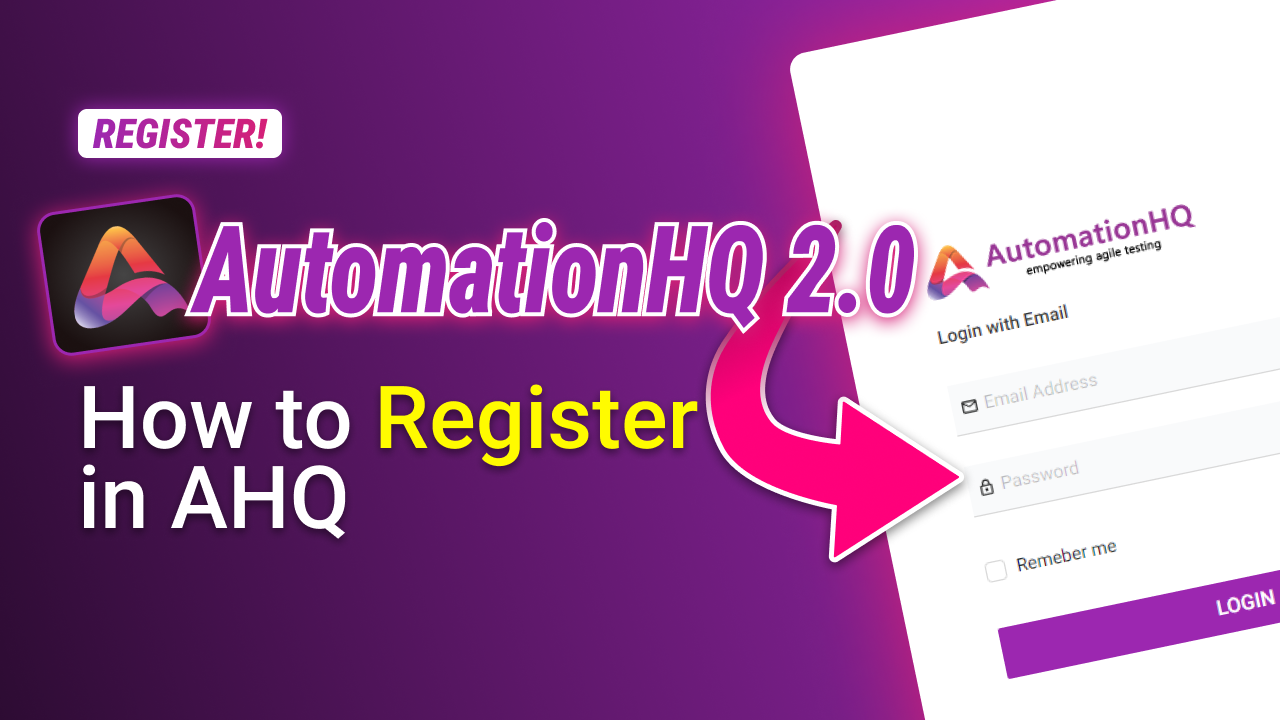 REGISTER!
AutomationHQ 2.0
How to Register
in AHQ
AutomationHQ
empowering agile testing
Login with Email
Email Address
Password
Remeber me
LOGIN